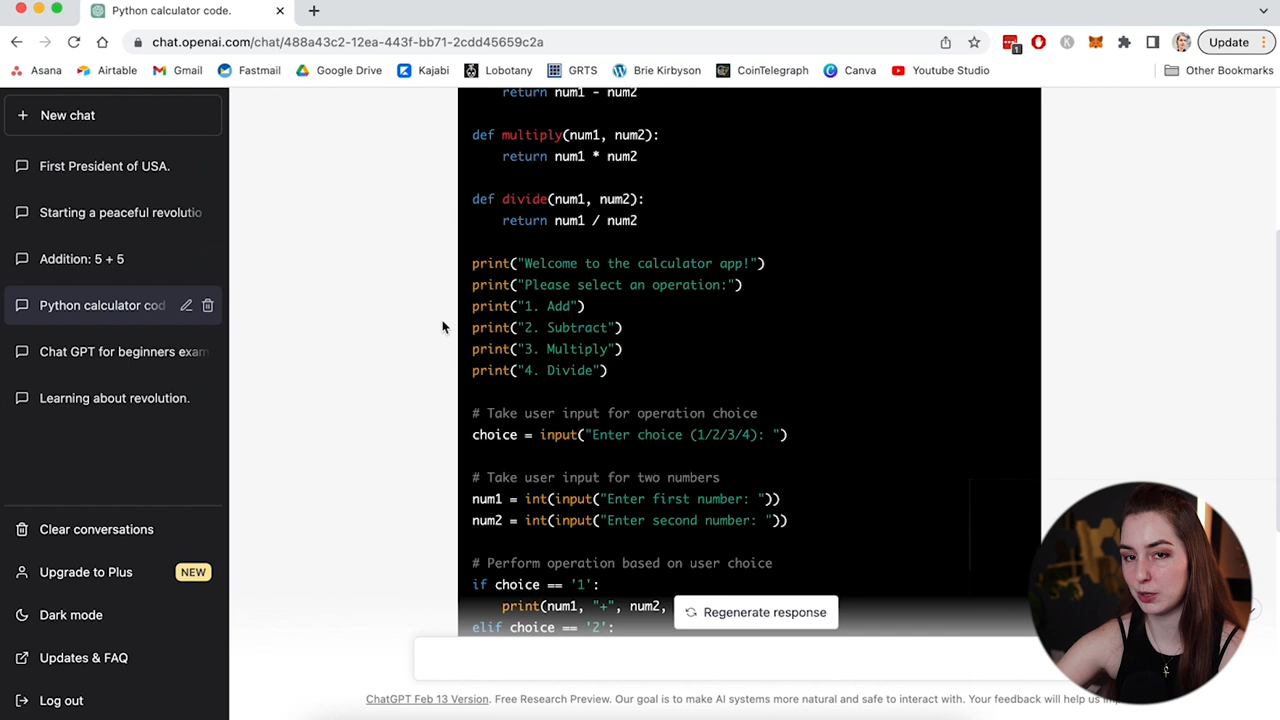 Python calculator code.
chat.openai.com/chat/488a43c2-12ea-443f-bb71-2cdd45659c2a
1
Update
Asana Airtable Gmail Fastmail Google Drive Kajabi Lobotany GRTS Brie Kirbyson CoinTelegraph Canva Youtube Studio Other Bookmarks
New chat
First President of USA.
Starting a peaceful revolutio
Addition: 5 + 5
Python calculator cod
Chat GPT for beginners exam
Learning about revolution.
Clear conversations
Upgrade to Plus NEW
Dark mode
Updates & FAQ
Log out
return num1 - num2
def multiply(num1, num2):
return num1 * num2
def divide(num1, num2):
return num1 / num2
print("Welcome to the calculator app!")
print("Please select an operation:")
print("1. Add")
print("2. Subtract")
print("3. Multiply")
print("4. Divide")
# Take user input for operation choice
choice = input("Enter choice (1/2/3/4): ")
# Take user input for two numbers
num1 = int(input("Enter first number: "))
num2 = int(input("Enter second number: "))
# Perform operation based on user choice
if choice == '1':
print(num1, "+", num2,
elif choice == '2':
Regenerate response
ChatGPT Feb 13 Version. Free Research Preview. Our goal is to make AI systems more natural and safe to interact with. Your feedback will help us